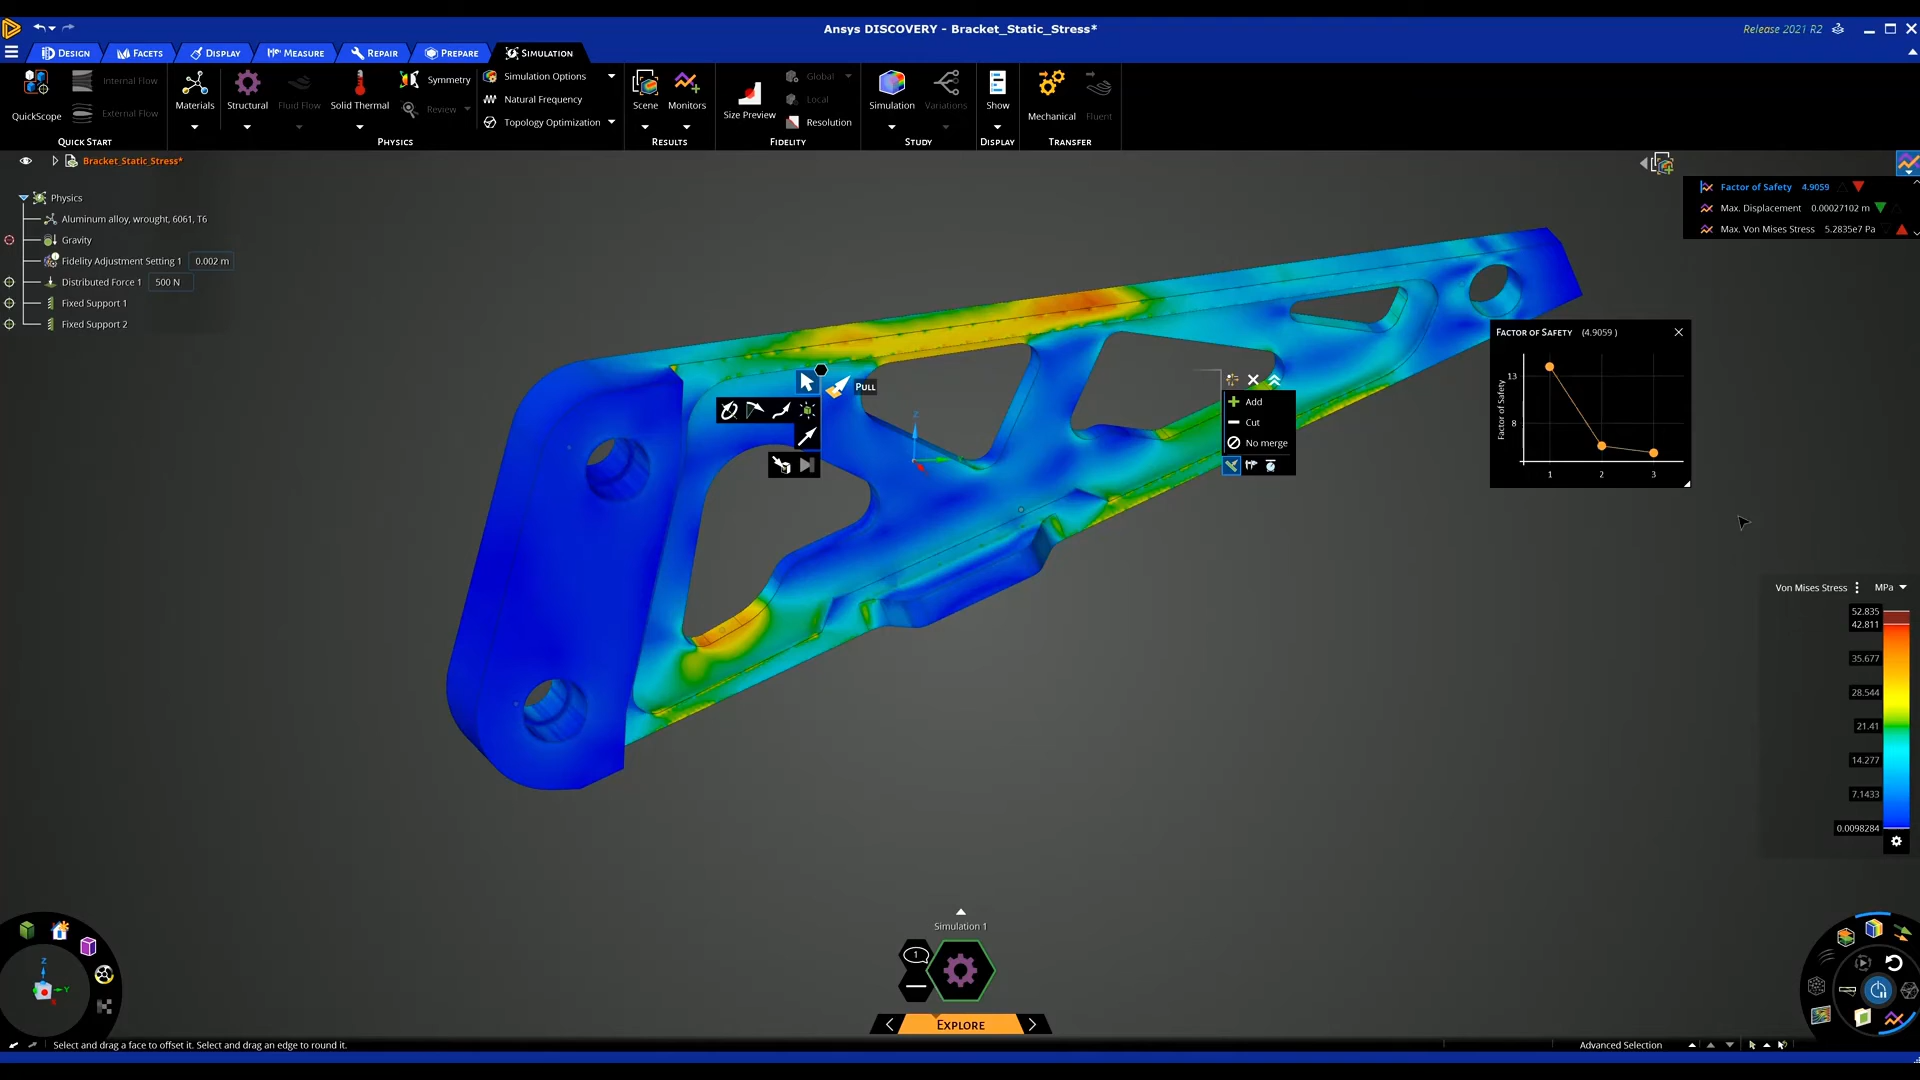 Ansys DISCOVERY - Bracket_Static_Stress*
Release 2021 R2
DESIGN
FACETS
DISPLAY
MEASURE
REPAIR
PREPARE
SIMULATION
QuickScope
Internal Flow
External Flow
QUICK START
Materials
Structural
Fluid Flow
Solid Thermal
Symmetry
Review
Simulation Options
Natural Frequency
Topology Optimization
PHYSICS
Scene
Monitors
RESULTS
Size Preview
Global
Local
Resolution
FIDELITY
Simulation
Variations
STUDY
Show
DISPLAY
Mechanical
Fluent
TRANSFER
Bracket_Static_Stress*
Physics
Aluminum alloy, wrought, 6061, T6
Gravity
Fidelity Adjustment Setting 1 0.002 m
Distributed Force 1 500 N
Fixed Support 1
Fixed Support 2
Factor of Safety 4.9059
Max. Displacement 0.00027102 m
Max. Von Mises Stress 5.2835e7 Pa
FACTOR OF SAFETY (4.9059 )
Factor of Safety
13
8
1 2 3
PULL
Z
Add
Cut
No merge
Von Mises Stress MPa
52.835
42.811
35.677
28.544
21.41
14.277
7.1433
0.0098284
Z
Y
Simulation 1
1
EXPLORE
Select and drag a face to offset it. Select and drag an edge to round it.
Advanced Selection